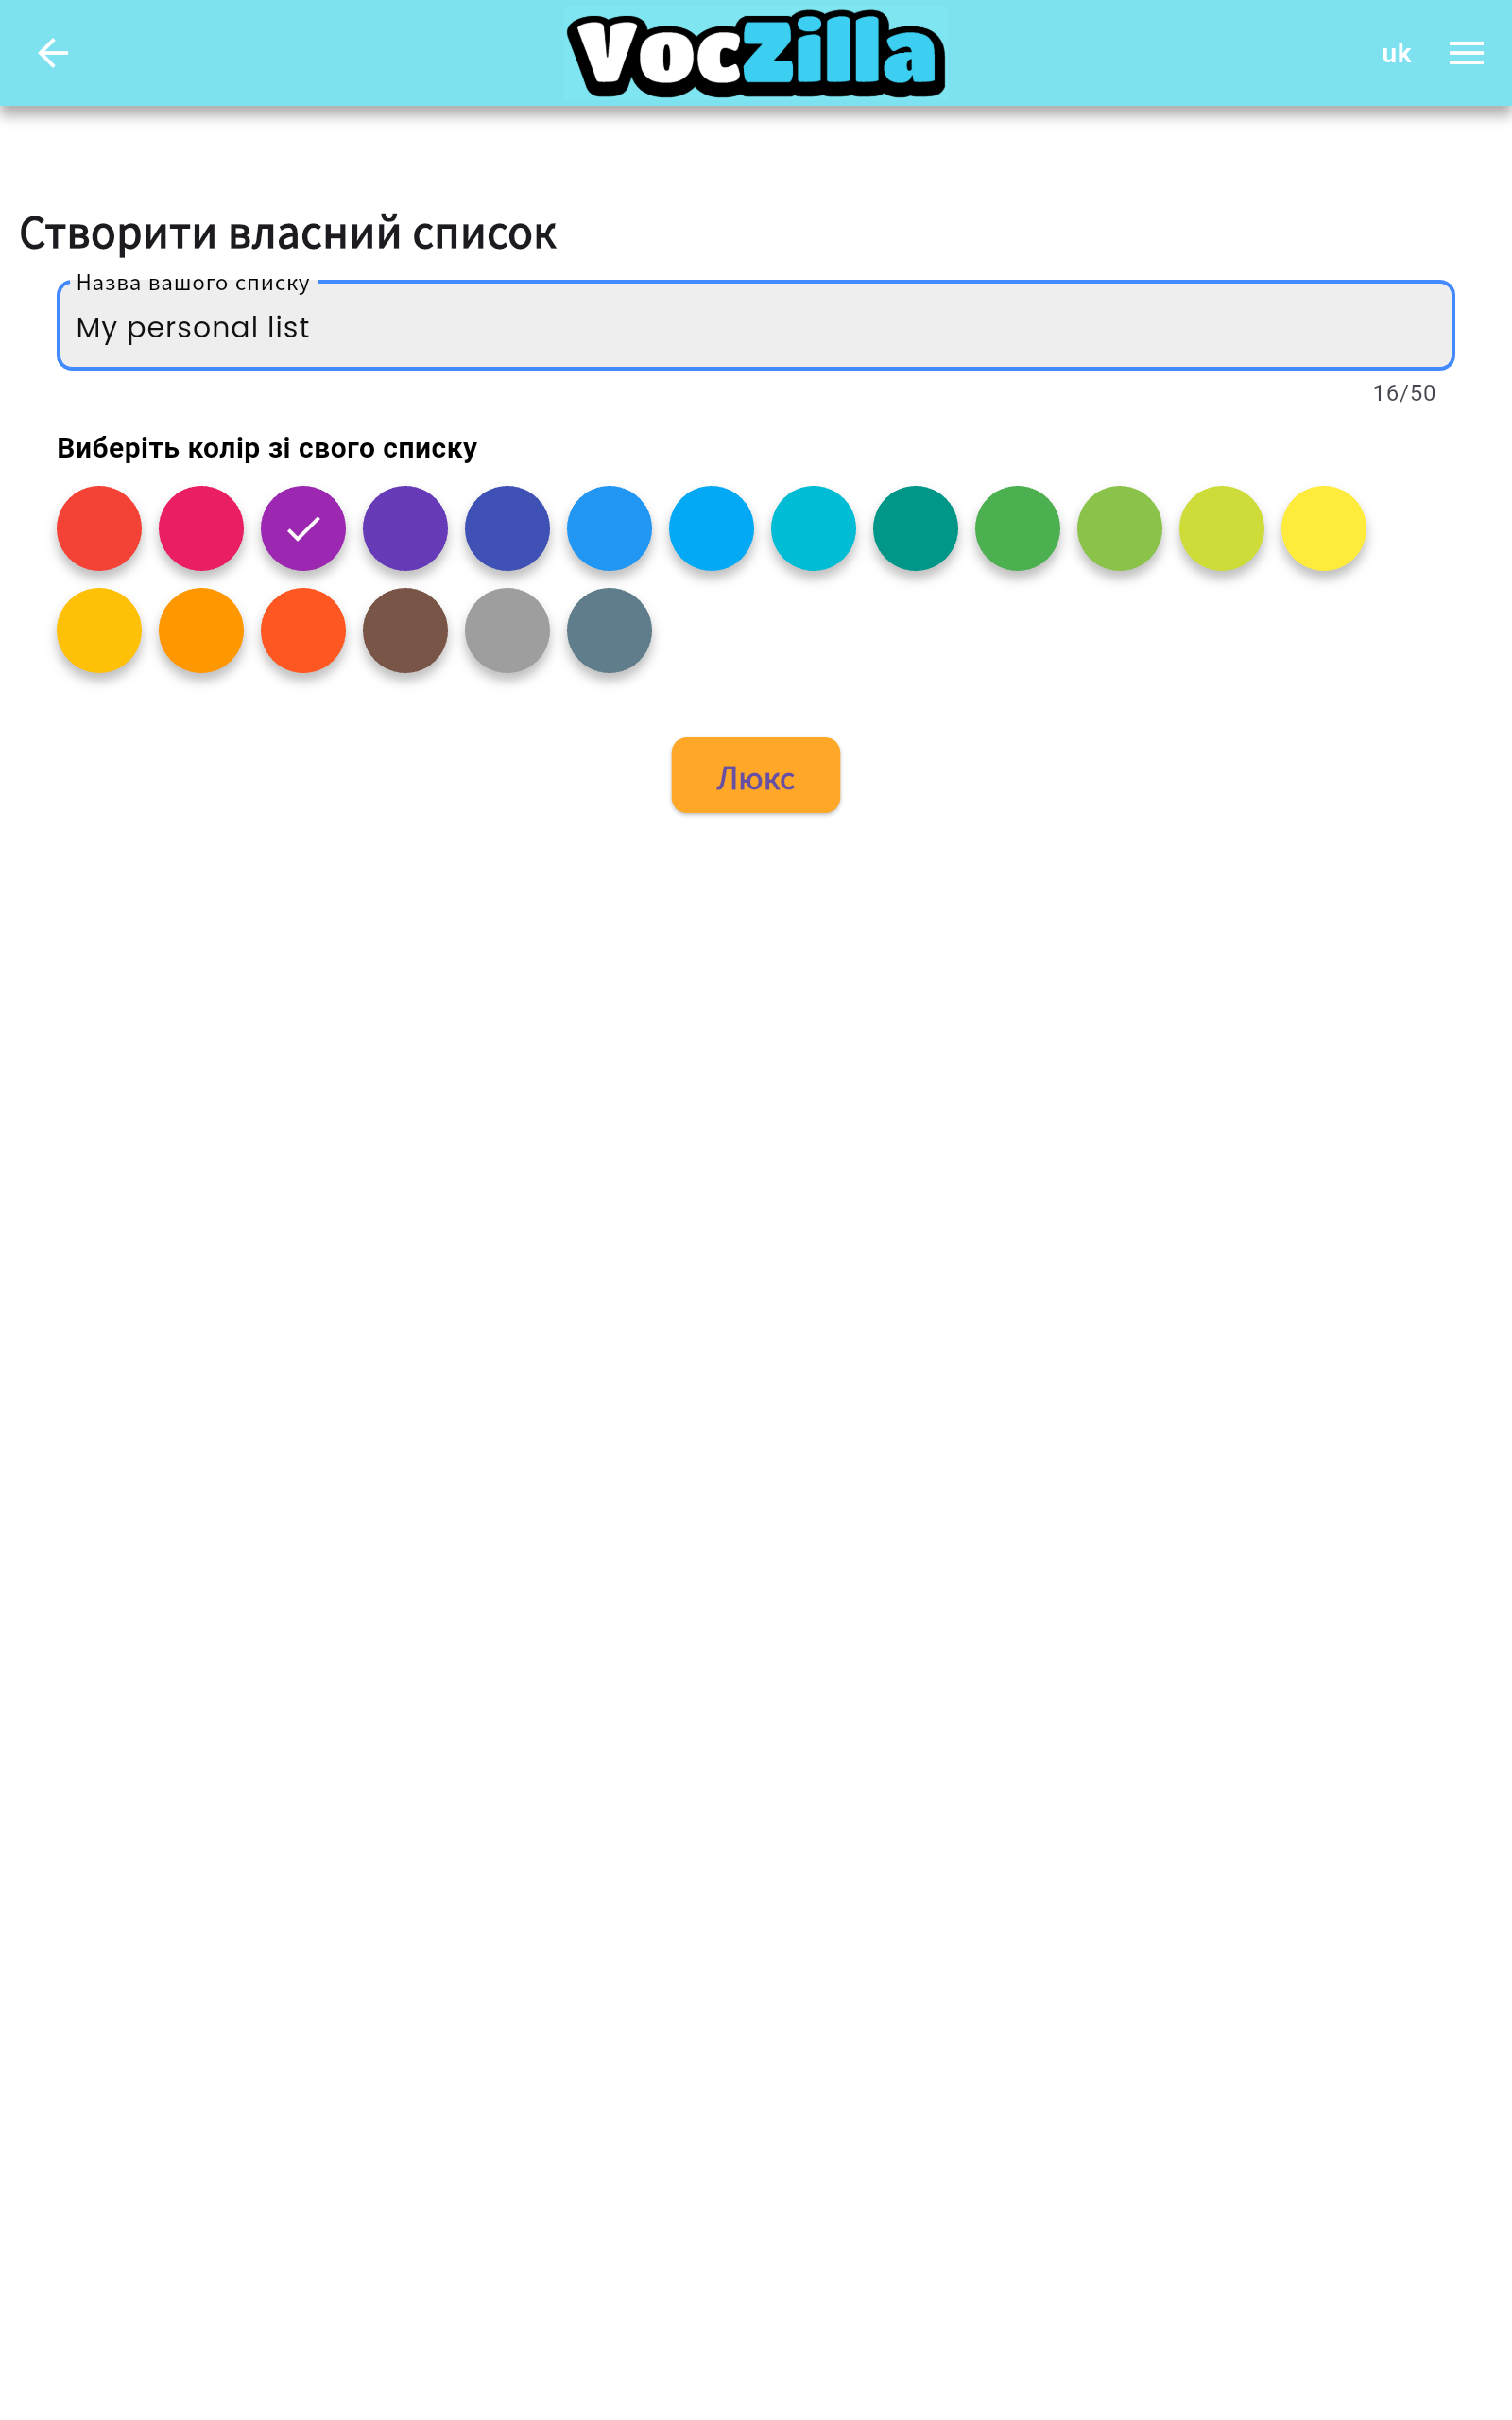 VocZilla
uk
Створити власний список
Назва вашого списку
My personal list
16/50
Виберіть колір зі свого списку
Люкс